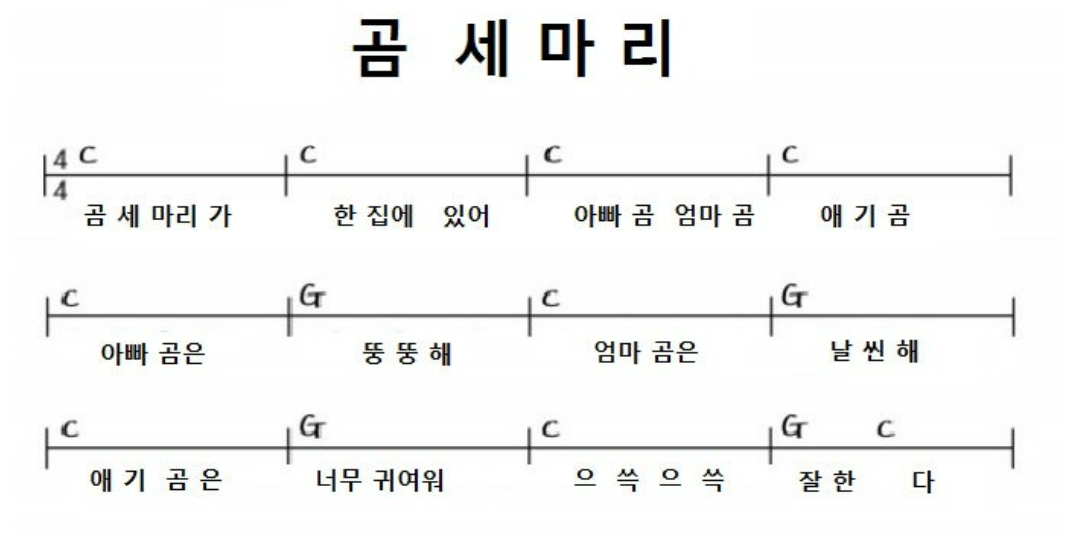 곰 세 마 리
4/4 C C C C
곰 세 마리 가 한 집에 있어 아빠 곰 엄마 곰 애 기 곰
C G C G
아빠 곰은 뚱 뚱 해 엄마 곰은 날 씬 해
C G C G C
애 기 곰 은 너무 귀여워 으 쓱 으 쓱 잘 한 다